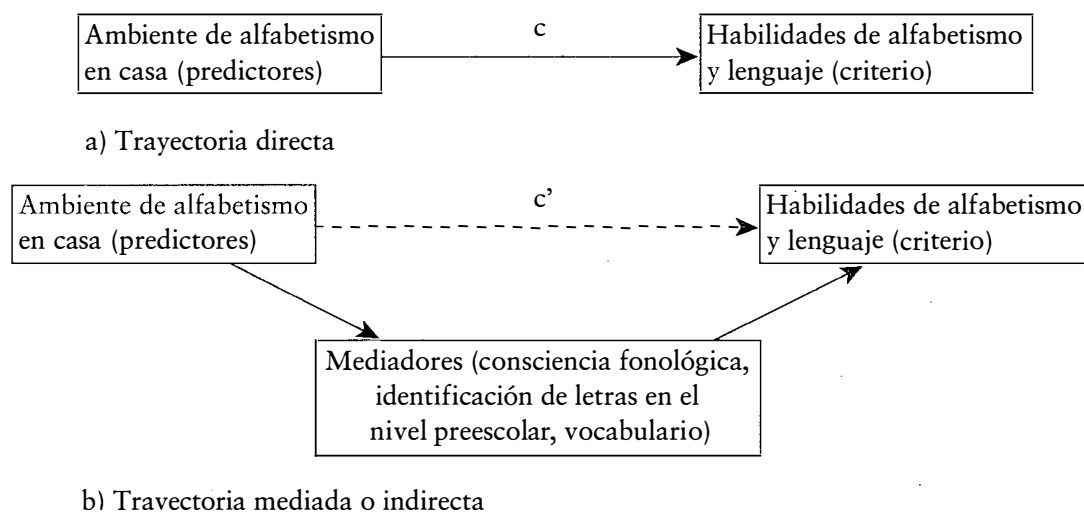 Ambiente de alfabetismo
en casa (predictores)
c
Habilidades de alfabetismo
y lenguaje (criterio)
a) Trayectoria directa
Ambiente de alfabetismo
en casa (predictores)
c’
Habilidades de alfabetismo
y lenguaje (criterio)
Mediadores (consciencia fonológica,
identificación de letras en el
nivel preescolar, vocabulario)
b) Trayectoria mediada o indirecta